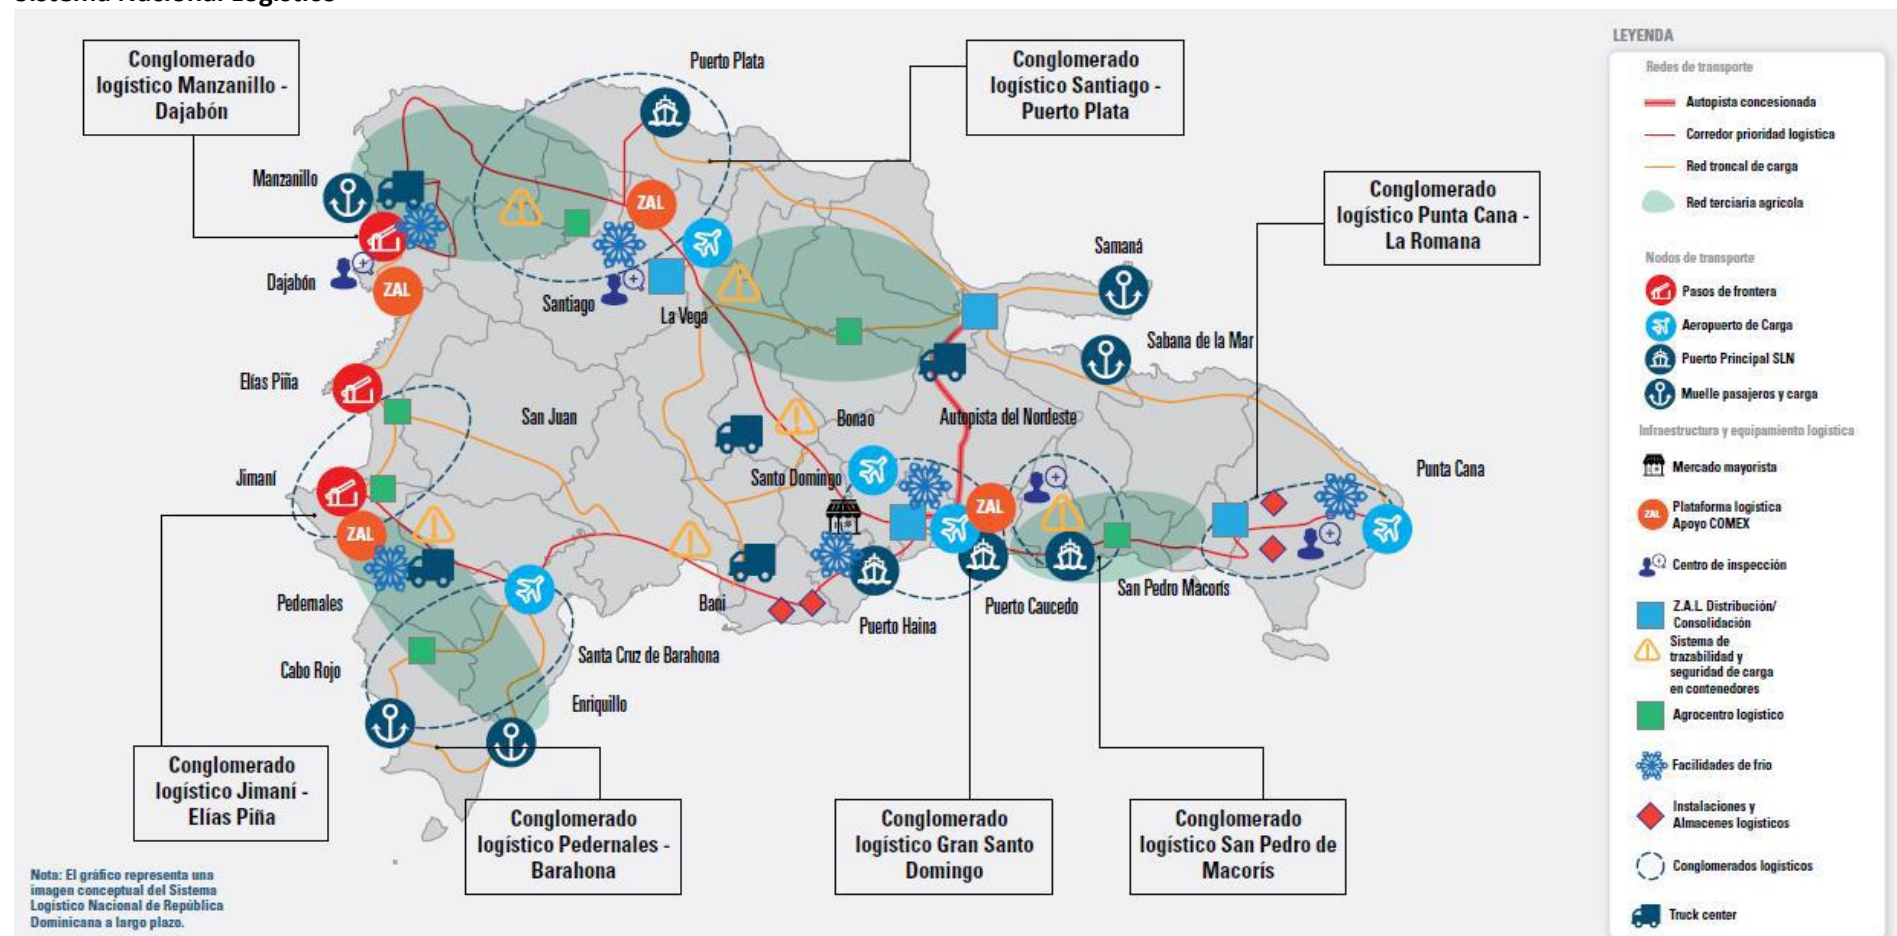 Sistema Nacional Logístico
Conglomerado
logístico Manzanillo -
Dajabón
Puerto Plata
Conglomerado
logístico Santiago -
Puerto Plata
Conglomerado
logístico Punta Cana -
La Romana
Manzanillo
ZAL
Dajabón
ZAL
Santiago
La Vega
Samaná
Sabana de la Mar
Elías Piña
San Juan
Bonao
Autopista del Nordeste
Jimaní
Santo Domingo
Punta Cana
ZAL
ZAL
Pedernales
Bani
Puerto Haina
Puerto Caucedo
San Pedro Macorís
Cabo Rojo
Santa Cruz de Barahona
Enriquillo
Conglomerado
logístico Jimaní -
Elías Piña
Conglomerado
logístico Pedernales -
Barahona
Conglomerado
logístico Gran Santo
Domingo
Conglomerado
logístico San Pedro de
Macorís
Nota: El gráfico representa una
imagen conceptual del Sistema
Logístico Nacional de República
Dominicana a largo plazo.
LEYENDA
Redes de transporte
Autopista concesionada
Corredor prioridad logística
Red troncal de carga
Red terciaria agrícola
Nodos de transporte
Pasos de frontera
Aeropuerto de Carga
Puerto Principal SLN
Muelle pasajeros y carga
Infraestructura y equipamiento logística
Mercado mayorista
ZAL
Plataforma logística
Apoyo COMEX
Centro de inspección
Z.A.L. Distribución/
Consolidación
Sistema de
trazabilidad y
seguridad de carga
en contenedores
Agrocentro logístico
Facilidades de frio
Instalaciones y
Almacenes logísticos
Conglomerados logísticos
Truck center